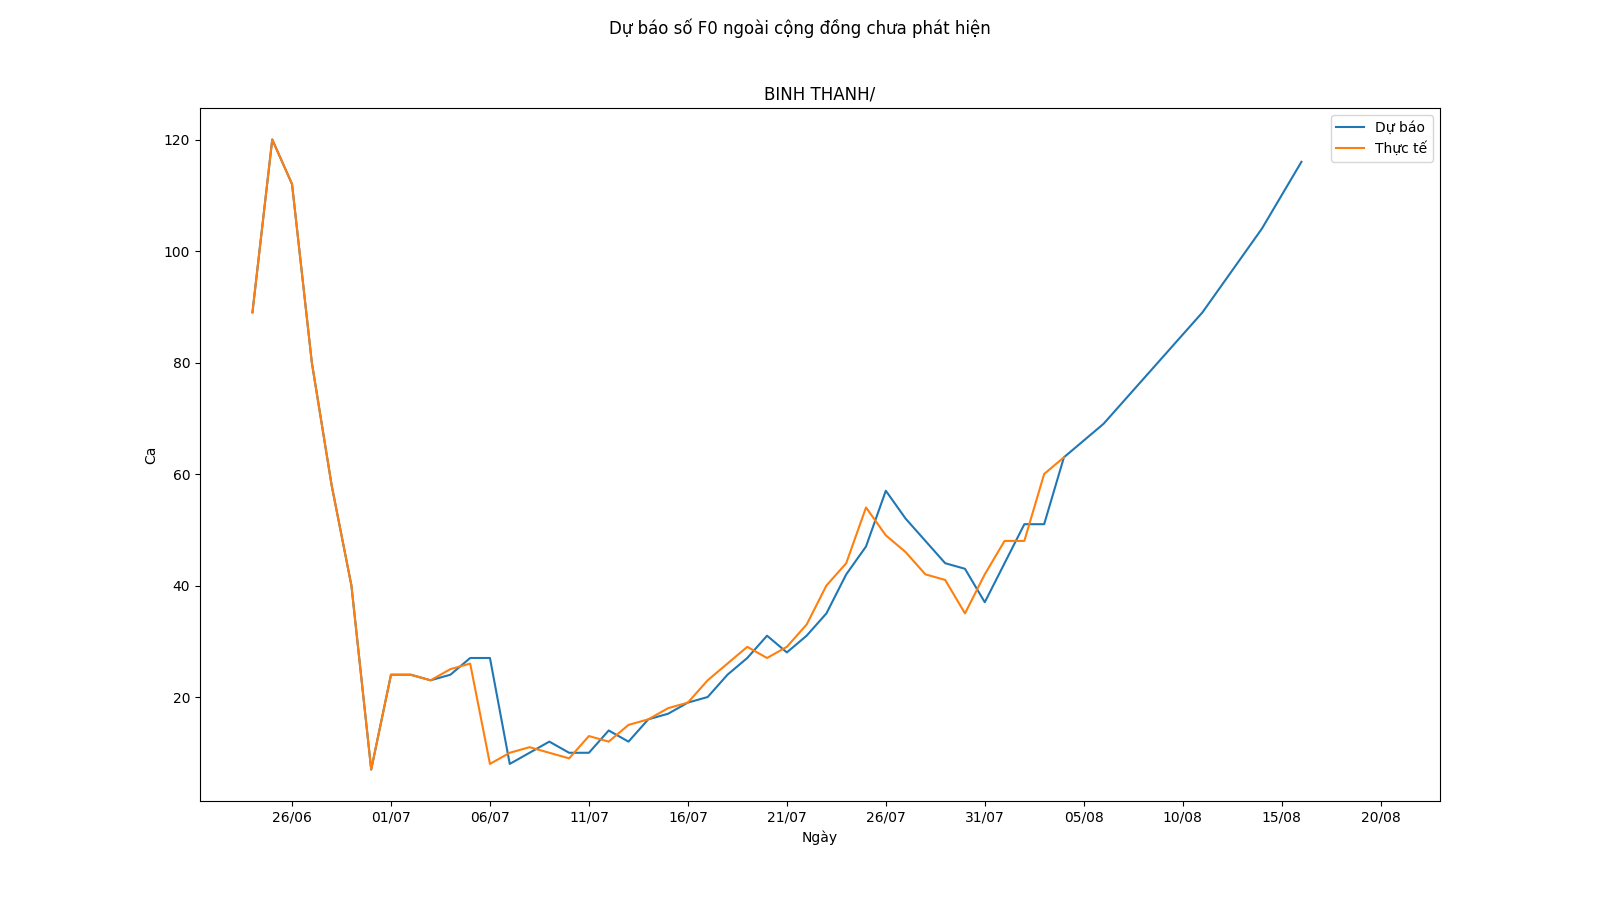 Dự báo số F0 ngoài cộng đồng chưa phát hiện
BINH THANH/
Dự báo
Thực tế
120
100
80
60
40
20
Ca
26/06 01/07 06/07 11/07 16/07 21/07 26/07 31/07 05/08 10/08 15/08 20/08
Ngày